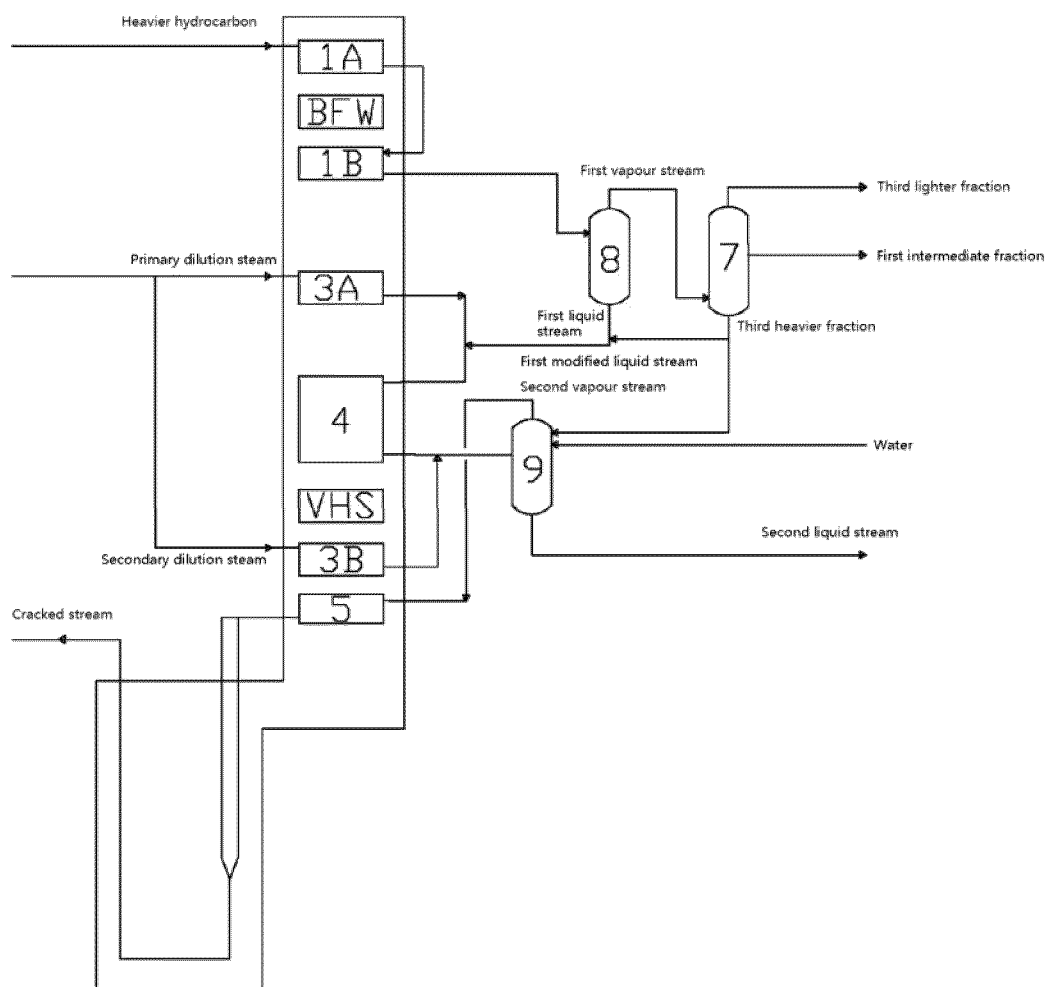 Heavier hydrocarbon
1A
BFW
1B
First vapour stream
Third lighter fraction
8
7
Primary dilution steam
First intermediate fraction
3A
First liquid
stream
Third heavier fraction
First modified liquid stream
Second vapour stream
4
Water
9
VHS
Second liquid stream
3B
Secondary dilution steam
5
Cracked stream